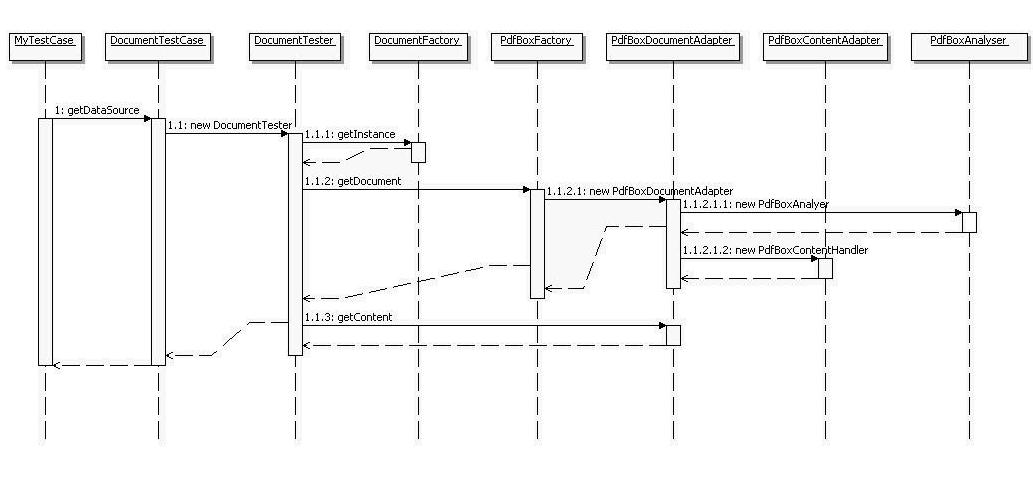 MyTestCase
DocumentTestCase
DocumentTester
DocumentFactory
PdfBoxFactory
PdfBoxDocumentAdapter
PdfBoxContentAdapter
PdfBoxAnalyser
1: getDataSource
1.1: new DocumentTester
1.1.1: getInstance
1.1.2: getDocument
1.1.2.1: new PdfBoxDocumentAdapter
1.1.2.1.1: new PdfBoxAnalyer
1.1.2.1.2: new PdfBoxContentHandler
1.1.3: getContent